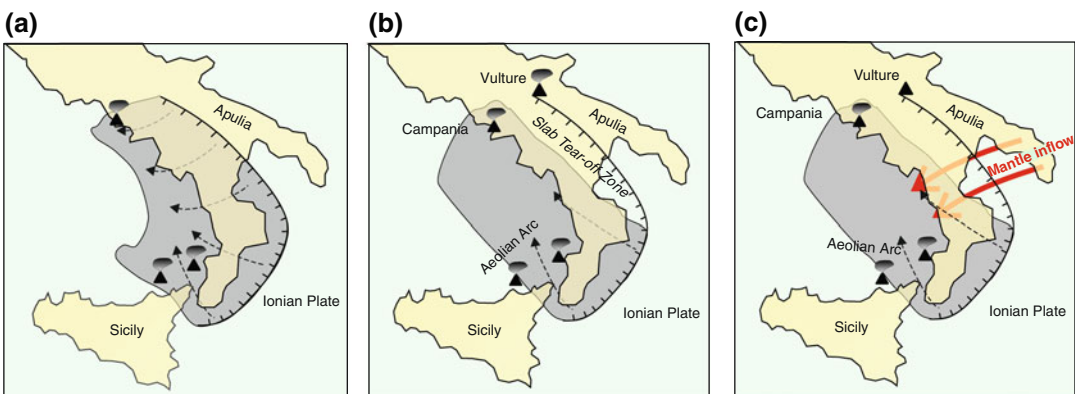 (a)
Apulia
Ionian Plate
Sicily
(b)
Vulture
Campania
Apulia
Slab Tear-off Zone
Aeolian Arc
Ionian Plate
Sicily
(c)
Vulture
Campania
Apulia
Mantle inflow
Aeolian Arc
Ionian Plate
Sicily